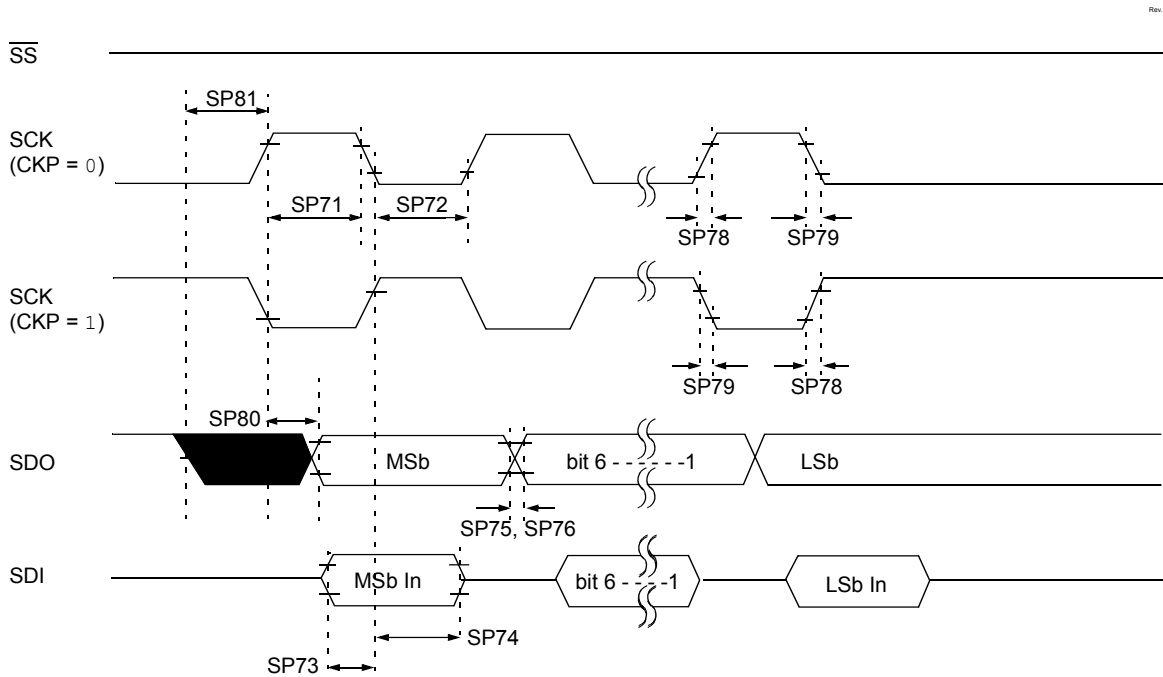 Rev.
SS
SP81
SCK
(CKP = 0)
SP71
SP72
SP78
SP79
SCK
(CKP = 1)
SP79
SP78
SP80
SDO
MSb
bit 6 - - - - - -1
LSb
SP75, SP76
SDI
MSb In
bit 6 - - - -1
LSb In
SP74
SP73